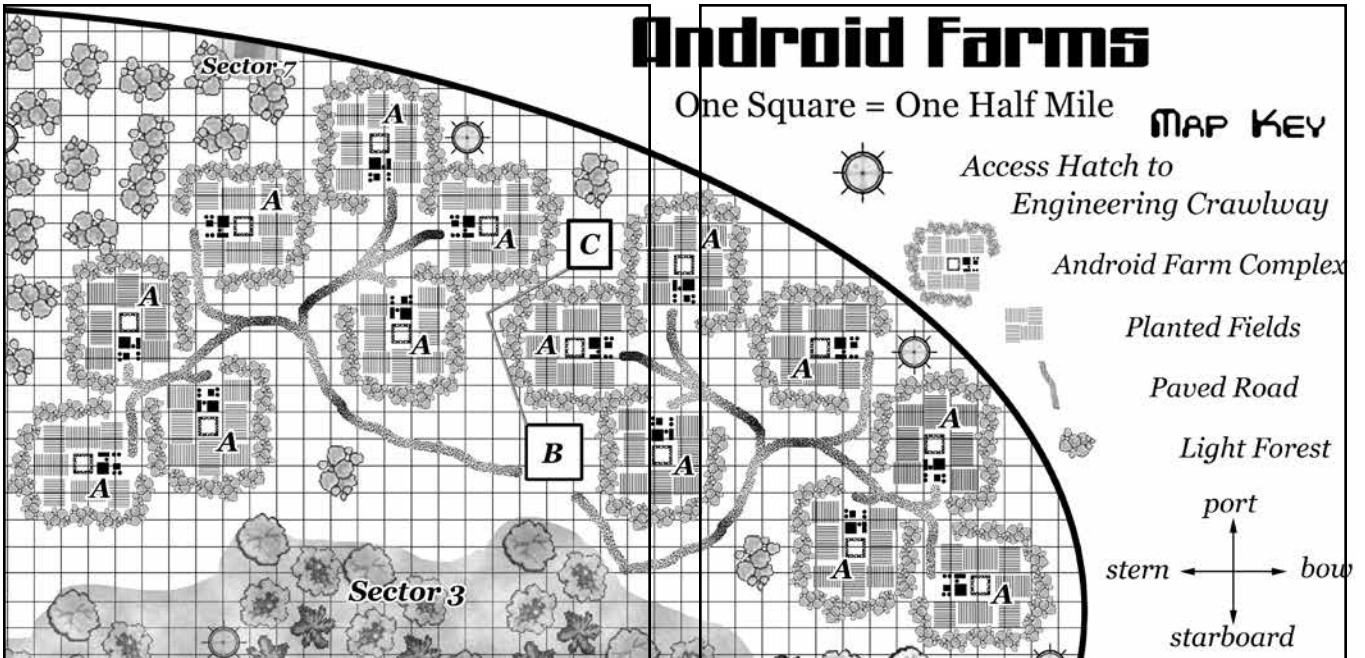 Android Farms
One Square = One Half Mile
Map Key
Access Hatch to
Engineering Crawlway
Android Farm Complex
Planted Fields
Paved Road
Light Forest
port
stern
bow
starboard
Sector 7
A
A
A
A
C
A
A
A
A
A
A
A
A
B
A
A
A
A
Sector 3